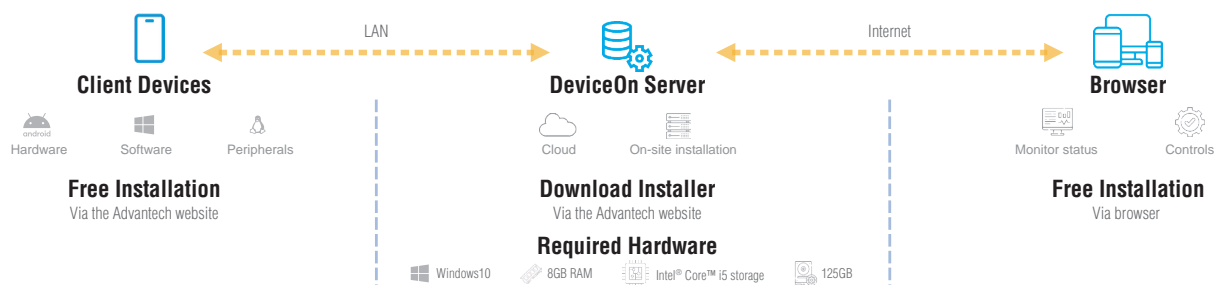 LAN
Internet
Client Devices
DeviceOn Server
Browser
android
Hardware
Software
Peripherals
Cloud
On-site installation
Monitor status
Controls
Free Installation
Via the Advantech website
Download Installer
Via the Advantech website
Free Installation
Via browser
Required Hardware
Windows10
8GB RAM
Intel® Core™ i5 storage
125GB